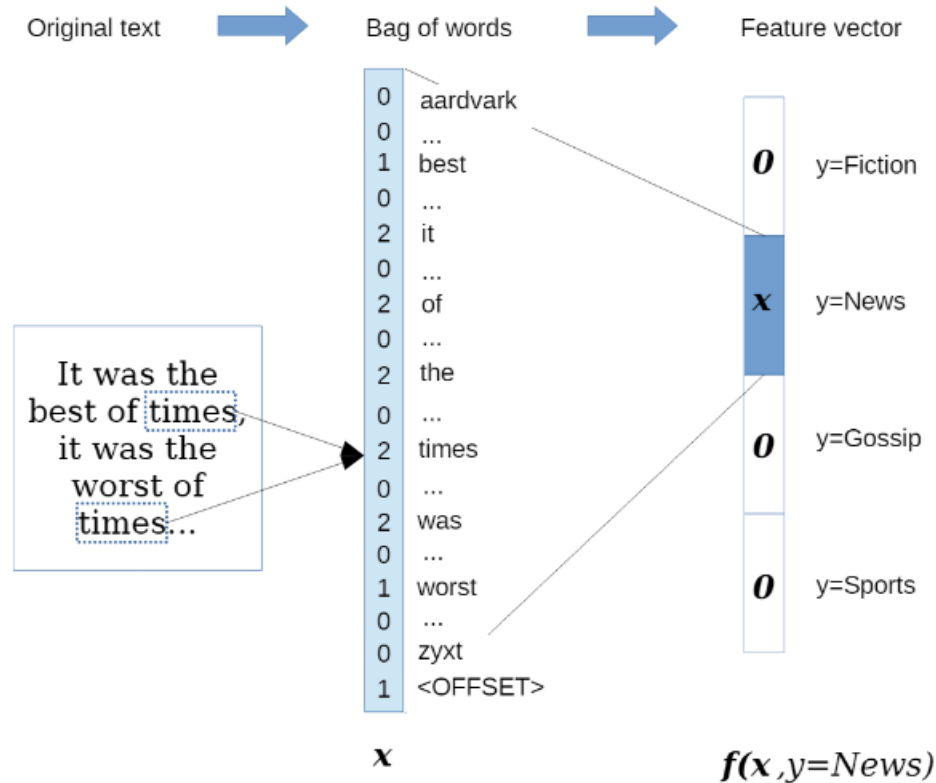 Original text
Bag of words
Feature vector
It was the
best of times,
it was the
worst of
times...
0 aardvark
0 ...
1 best
0 ...
2 it
0 ...
2 of
0 ...
2 the
0 ...
2 times
0 ...
2 was
0 ...
1 worst
0 ...
0 zyxt
1 <OFFSET>
x
0 y=Fiction
x y=News
0 y=Gossip
0 y=Sports
f(x ,y=News)